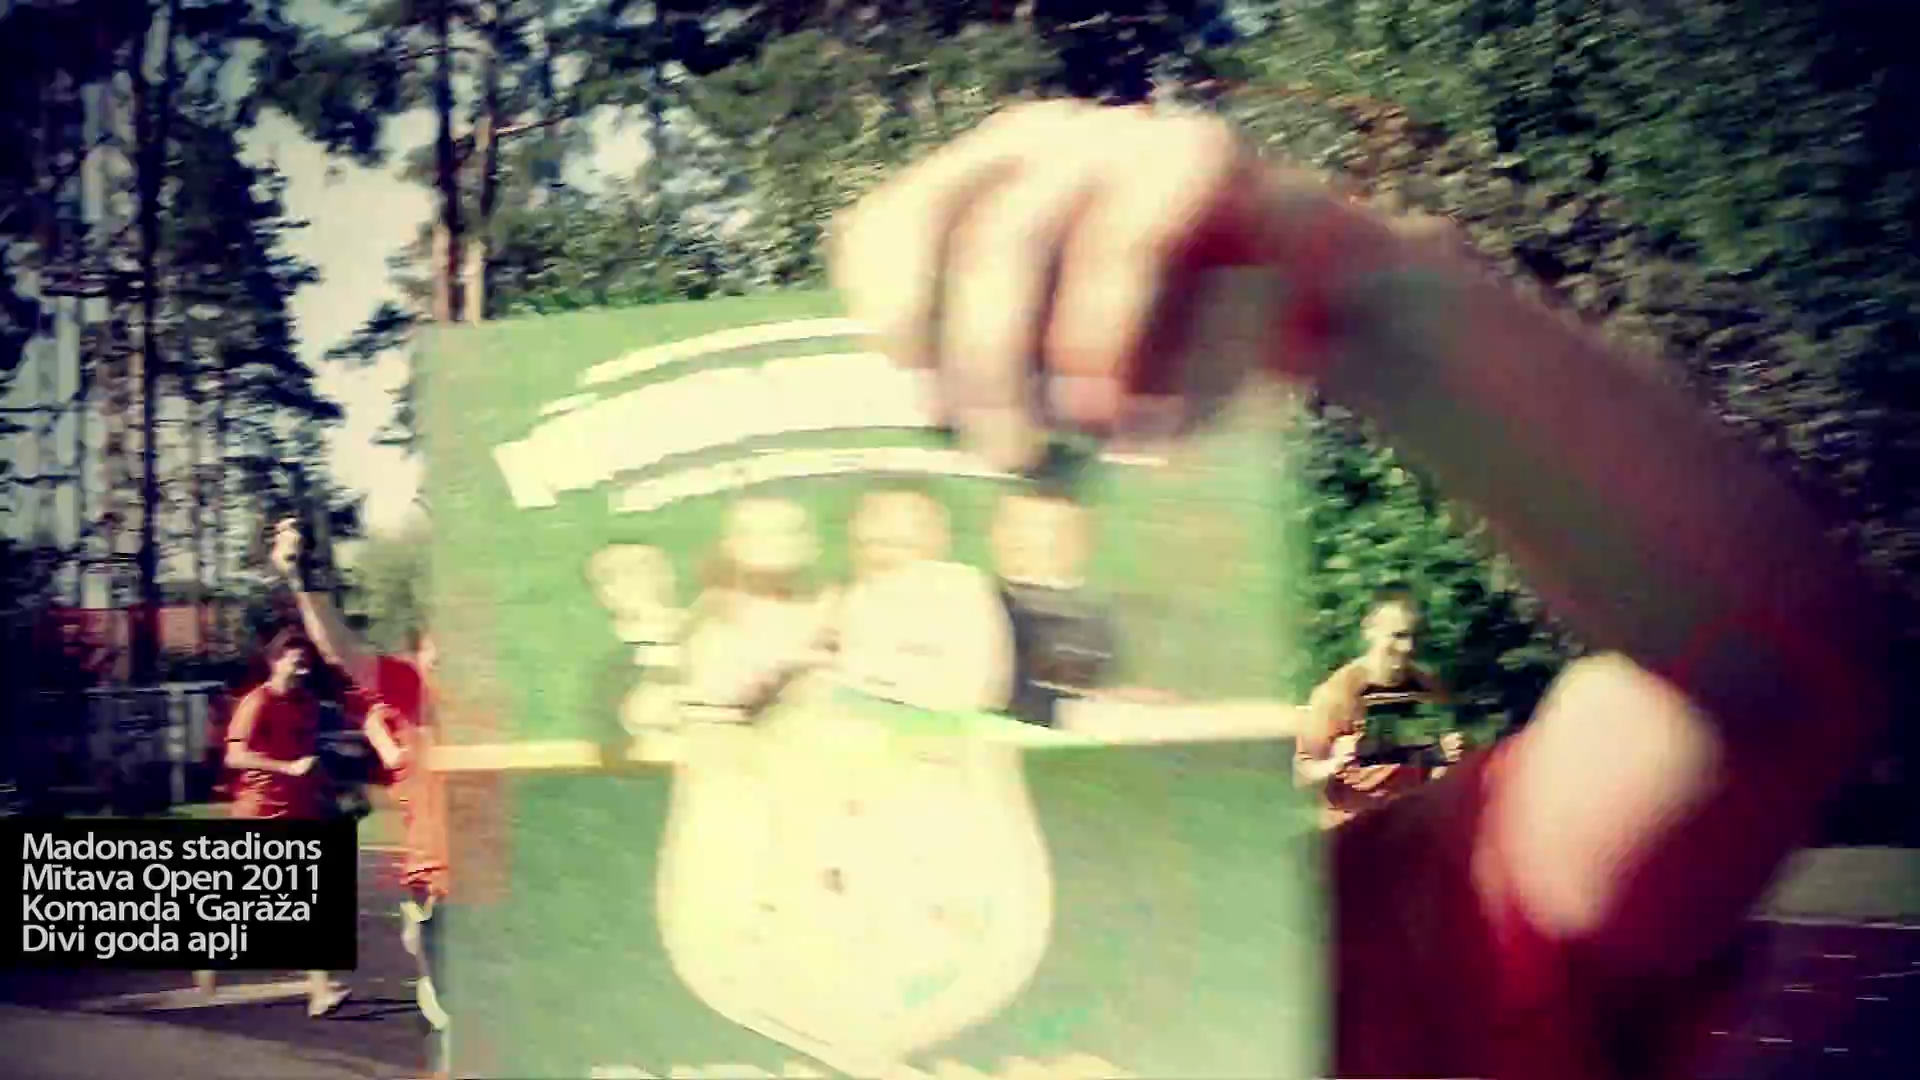 Madonas stadions
Mītava Open 2011
Komanda 'Garāža'
Divi goda apļi